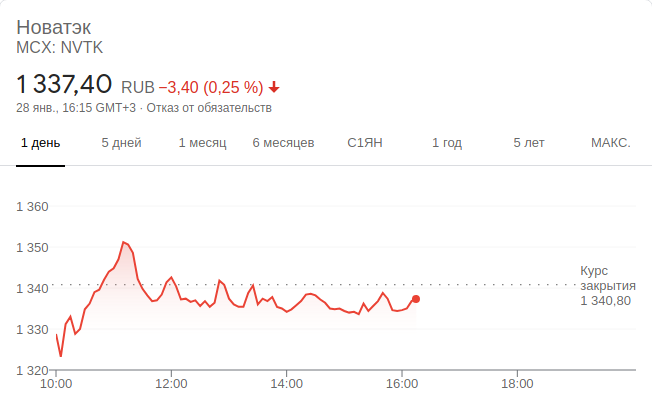 Новатэк
MCX: NVTK
1 337,40 RUB −3,40 (0,25 %)
28 янв., 16:15 GMT+3 · Отказ от обязательств
1 день 5 дней 1 месяц 6 месяцев С1ЯН 1 год 5 лет МАКС.
1 360
1 350
1 340
1 330
1 320
Курс
закрытия
1 340,80
10:00 12:00 14:00 16:00 18:00